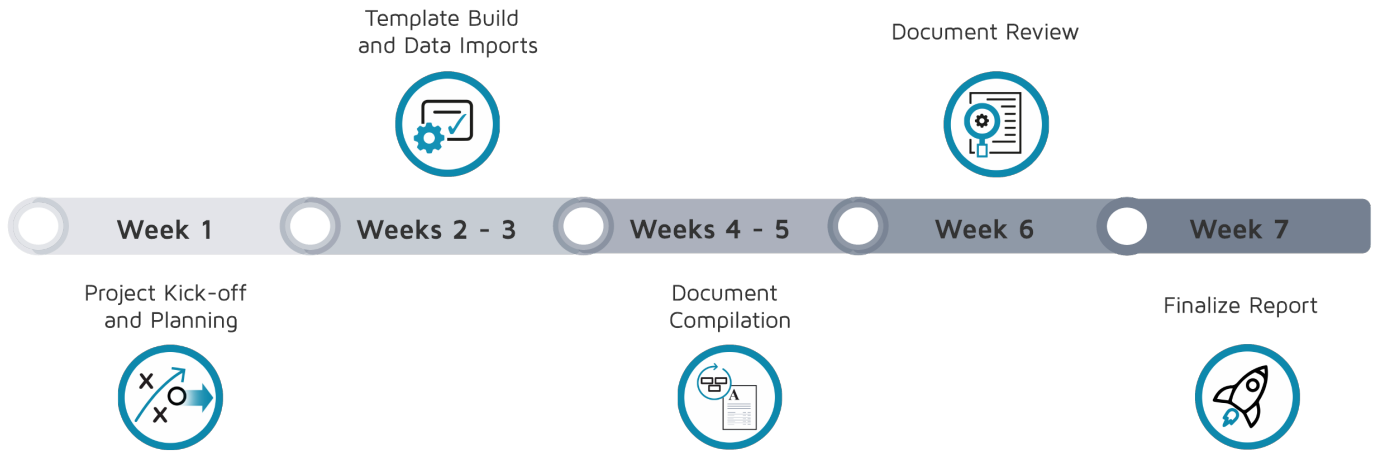 Template Build
and Data Imports
Document Review
Week 1
Weeks 2 - 3
Weeks 4 - 5
Week 6
Week 7
Project Kick-off
and Planning
Document
Compilation
Finalize Report
A